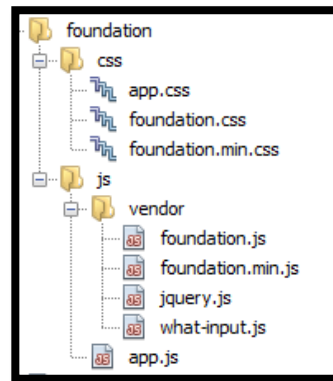 foundation
css
app.css
foundation.css
foundation.min.css
js
vendor
foundation.js
foundation.min.js
jquery.js
what-input.js
app.js